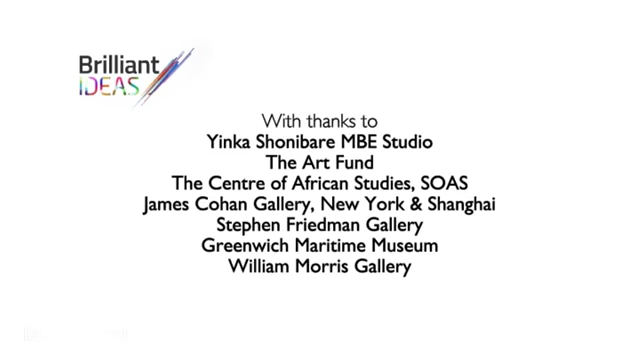 Brilliant
IDEAS
With thanks to
Yinka Shonibare MBE Studio
The Art Fund
The Centre of African Studies, SOAS
James Cohan Gallery, New York & Shanghai
Stephen Friedman Gallery
Greenwich Maritime Museum
William Morris Gallery